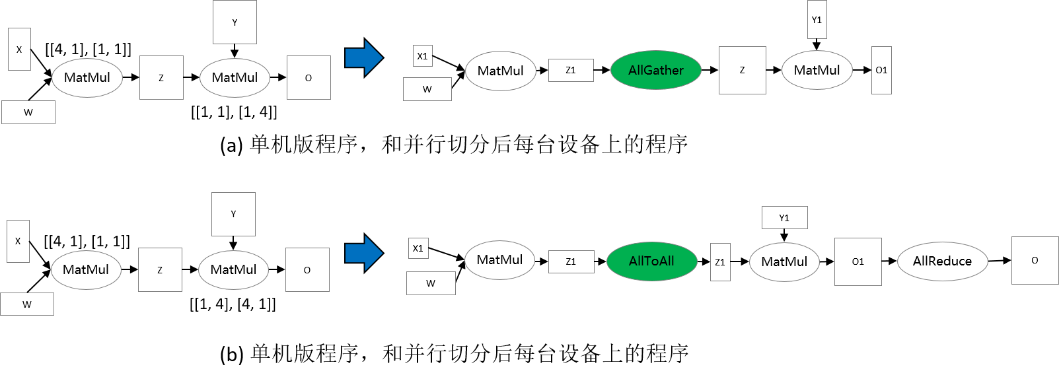 X
[[4, 1], [1, 1]]
Y
MatMul
Z
MatMul
O
W
[[1, 1], [1, 4]]
X1
W
MatMul
Z1
AllGather
Z
Y1
MatMul
O1
(a) 单机版程序，和并行切分后每台设备上的程序
X
[[4, 1], [1, 1]]
Y
MatMul
Z
MatMul
O
W
[[1, 4], [4, 1]]
X1
W
MatMul
Z1
AllToAll
Z1
Y1
MatMul
O1
AllReduce
O
(b) 单机版程序，和并行切分后每台设备上的程序